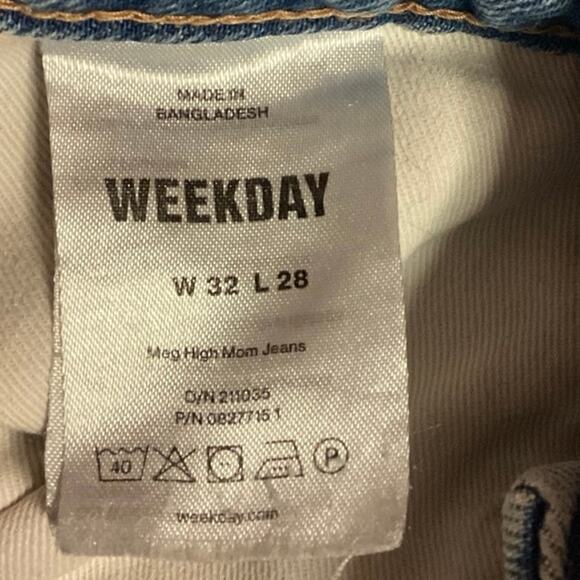 MADE IN
BANGLADESH
WEEKDAY
W 32 L 28
Meg High Mom Jeans
O/N 211035
P/N 0827715 1
40
P
weekday.com